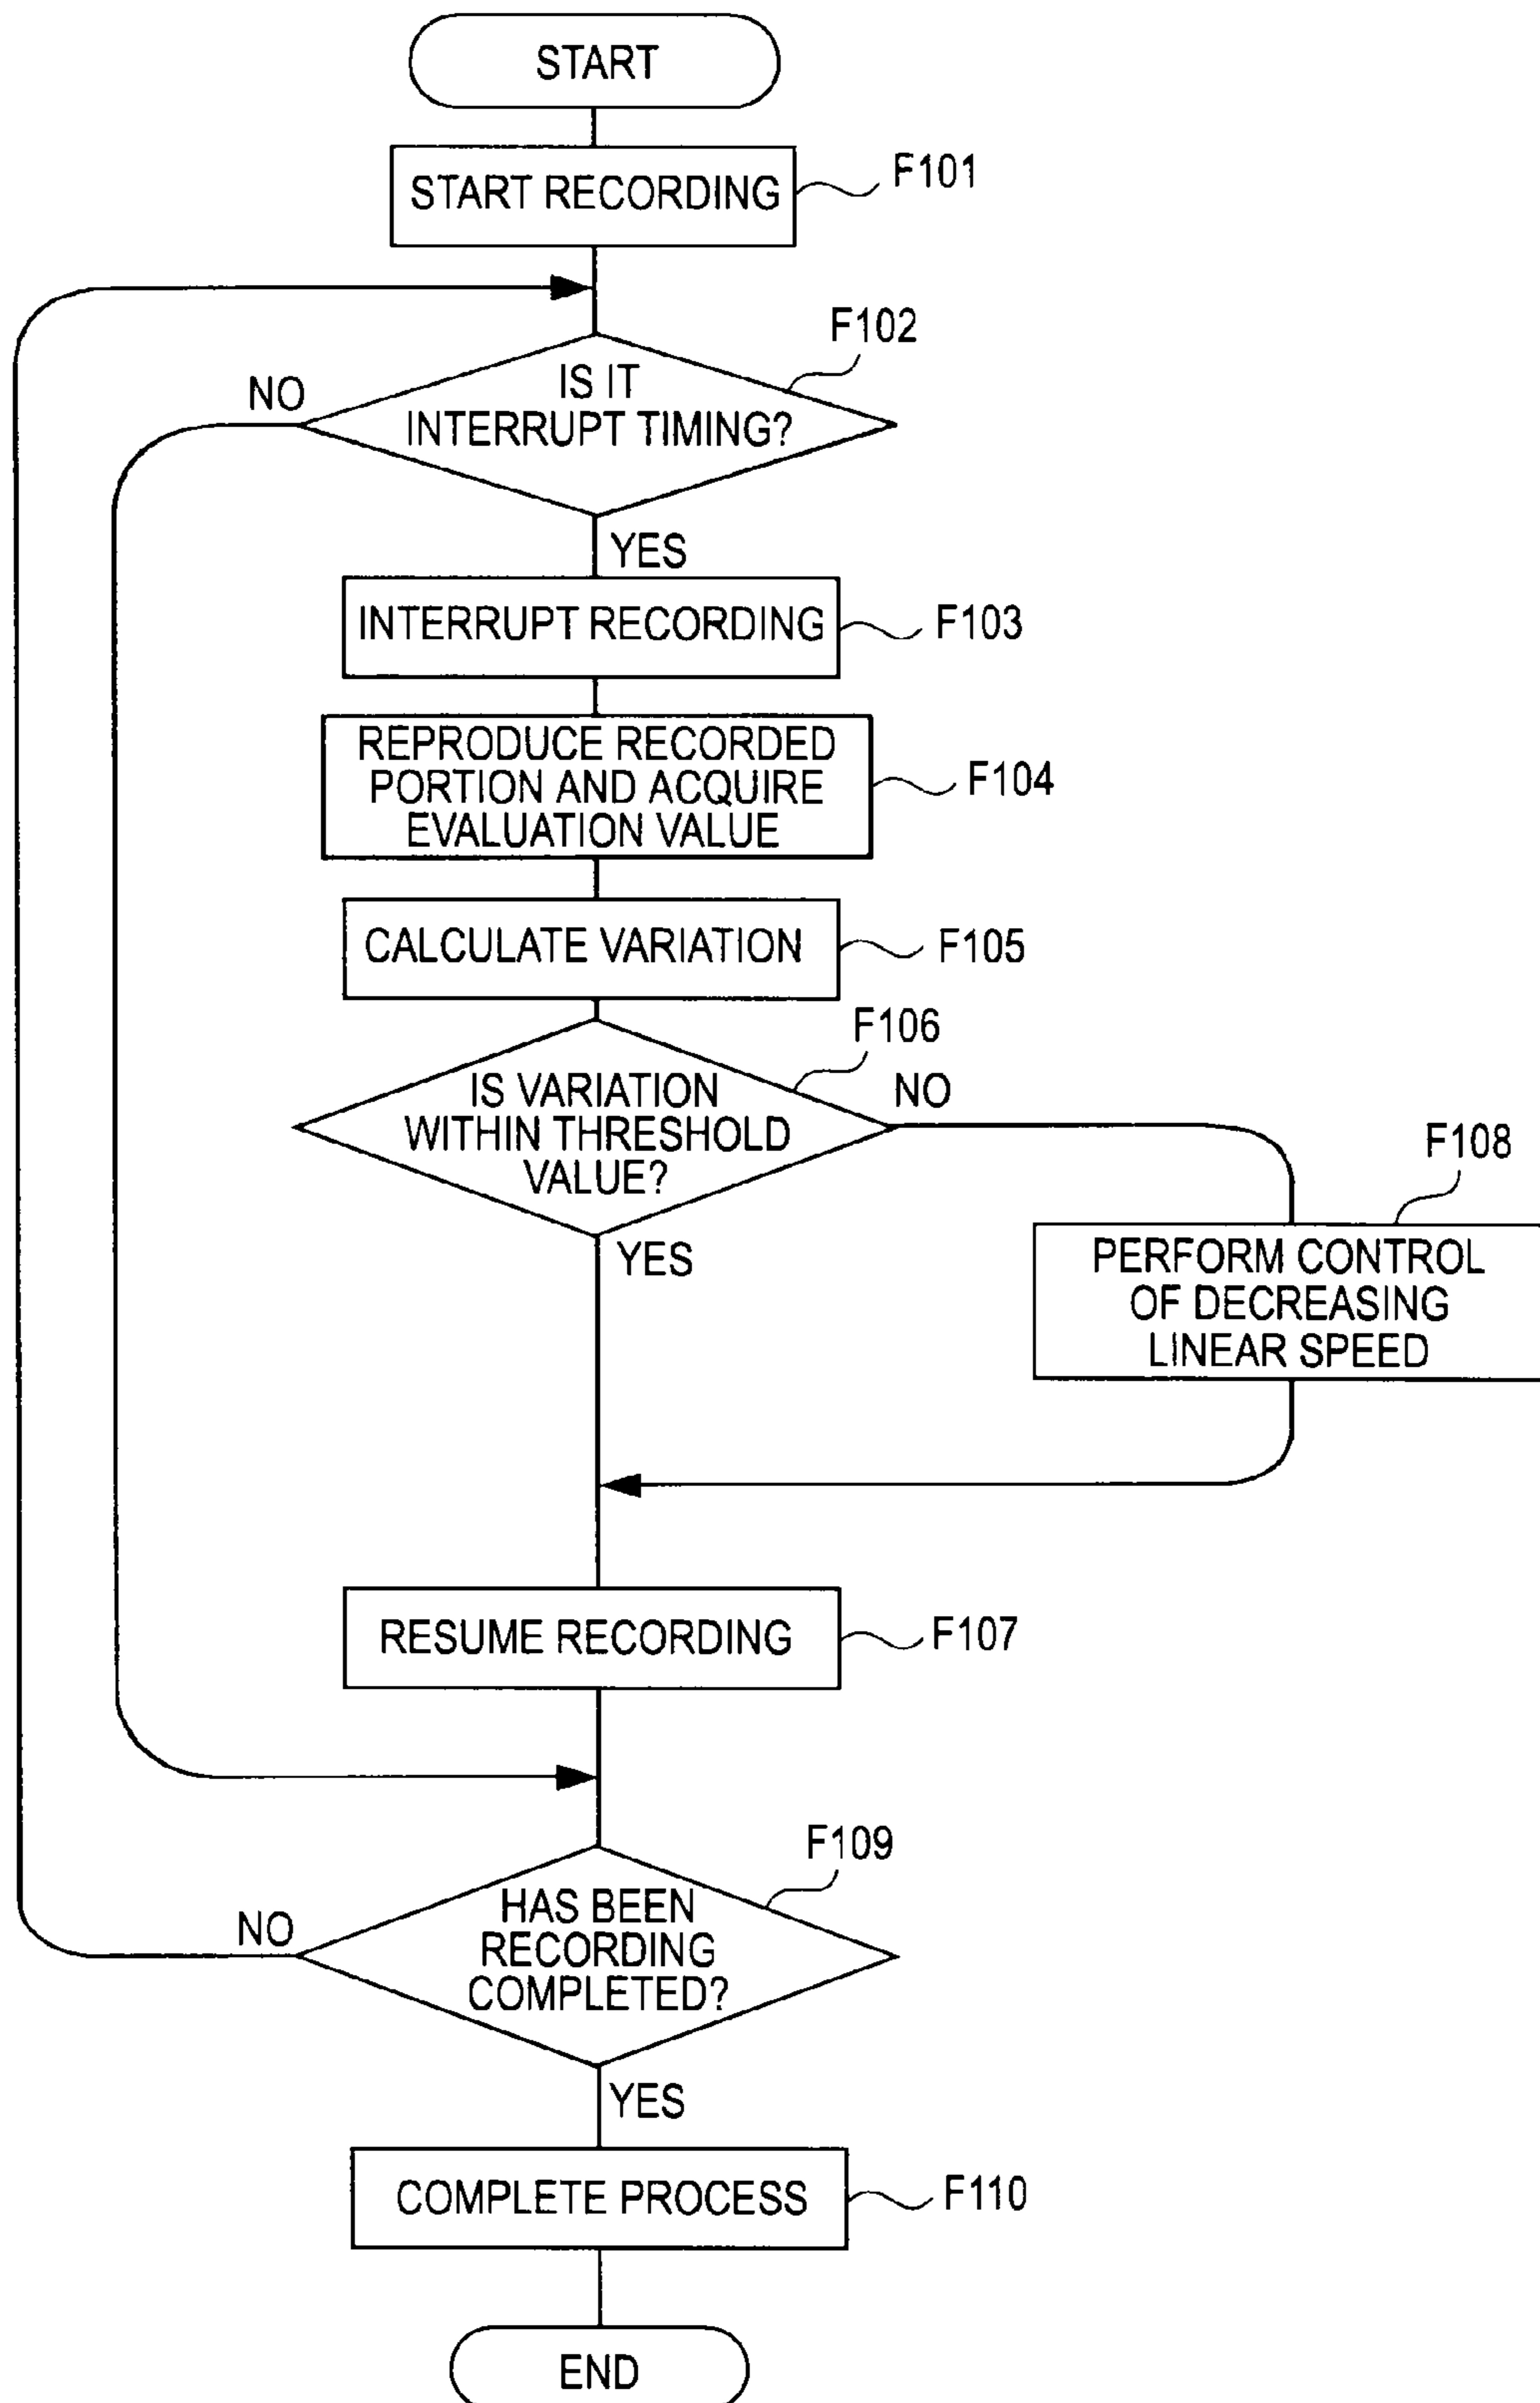 START
START RECORDING
F101
F102
NO
IS IT
INTERRUPT TIMING?
YES
INTERRUPT RECORDING
F103
REPRODUCE RECORDED
PORTION AND ACQUIRE
EVALUATION VALUE
F104
CALCULATE VARIATION
F105
F106
IS VARIATION
WITHIN THRESHOLD
VALUE?
NO
YES
F108
PERFORM CONTROL
OF DECREASING
LINEAR SPEED
RESUME RECORDING
F107
F109
NO
HAS BEEN
RECORDING
COMPLETED?
YES
COMPLETE PROCESS
F110
END